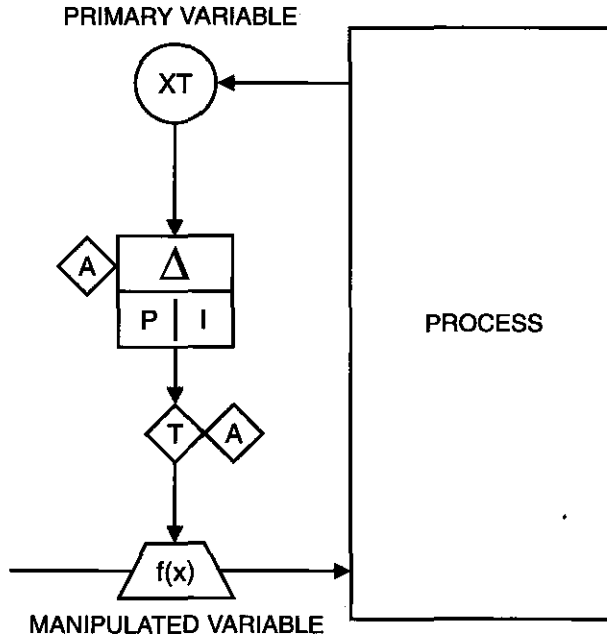 PRIMARY VARIABLE
XT
A
Δ
P I
PROCESS
T A
f(x)
MANIPULATED VARIABLE